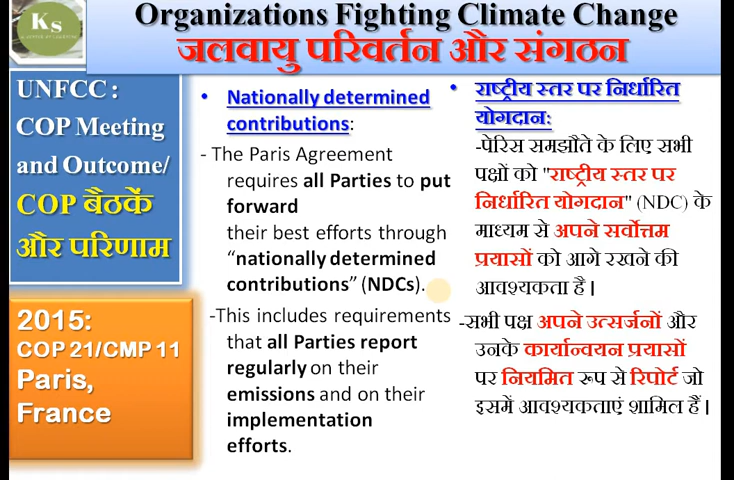 Ks
Organizations Fighting Climate Change
जलवायु परिवर्तन और संगठन
UNFCC :
COP Meeting
and Outcome/
COP बैठकें
और परिणाम
2015:
COP 21/CMP 11
Paris,
France
• Nationally determined
contributions:
- The Paris Agreement
requires all Parties to put
forward
their best efforts through
“nationally determined
contributions” (NDCs).
-This includes requirements
that all Parties report
regularly on their
emissions and on their
implementation
efforts.
• राष्ट्रीय स्तर पर निर्धारित
योगदान:
-पेरिस समझौते के लिए सभी
पक्षों को "राष्ट्रीय स्तर पर
निर्धारित योगदान" (NDC) के
माध्यम से अपने सर्वोत्तम
प्रयासों को आगे रखने की
आवश्यकता है।
-सभी पक्ष अपने उत्सर्जनों और
उनके कार्यान्वयन प्रयासों
पर नियमित रूप से रिपोर्ट जो
इसमें आवश्यकताएं शामिल हैं।